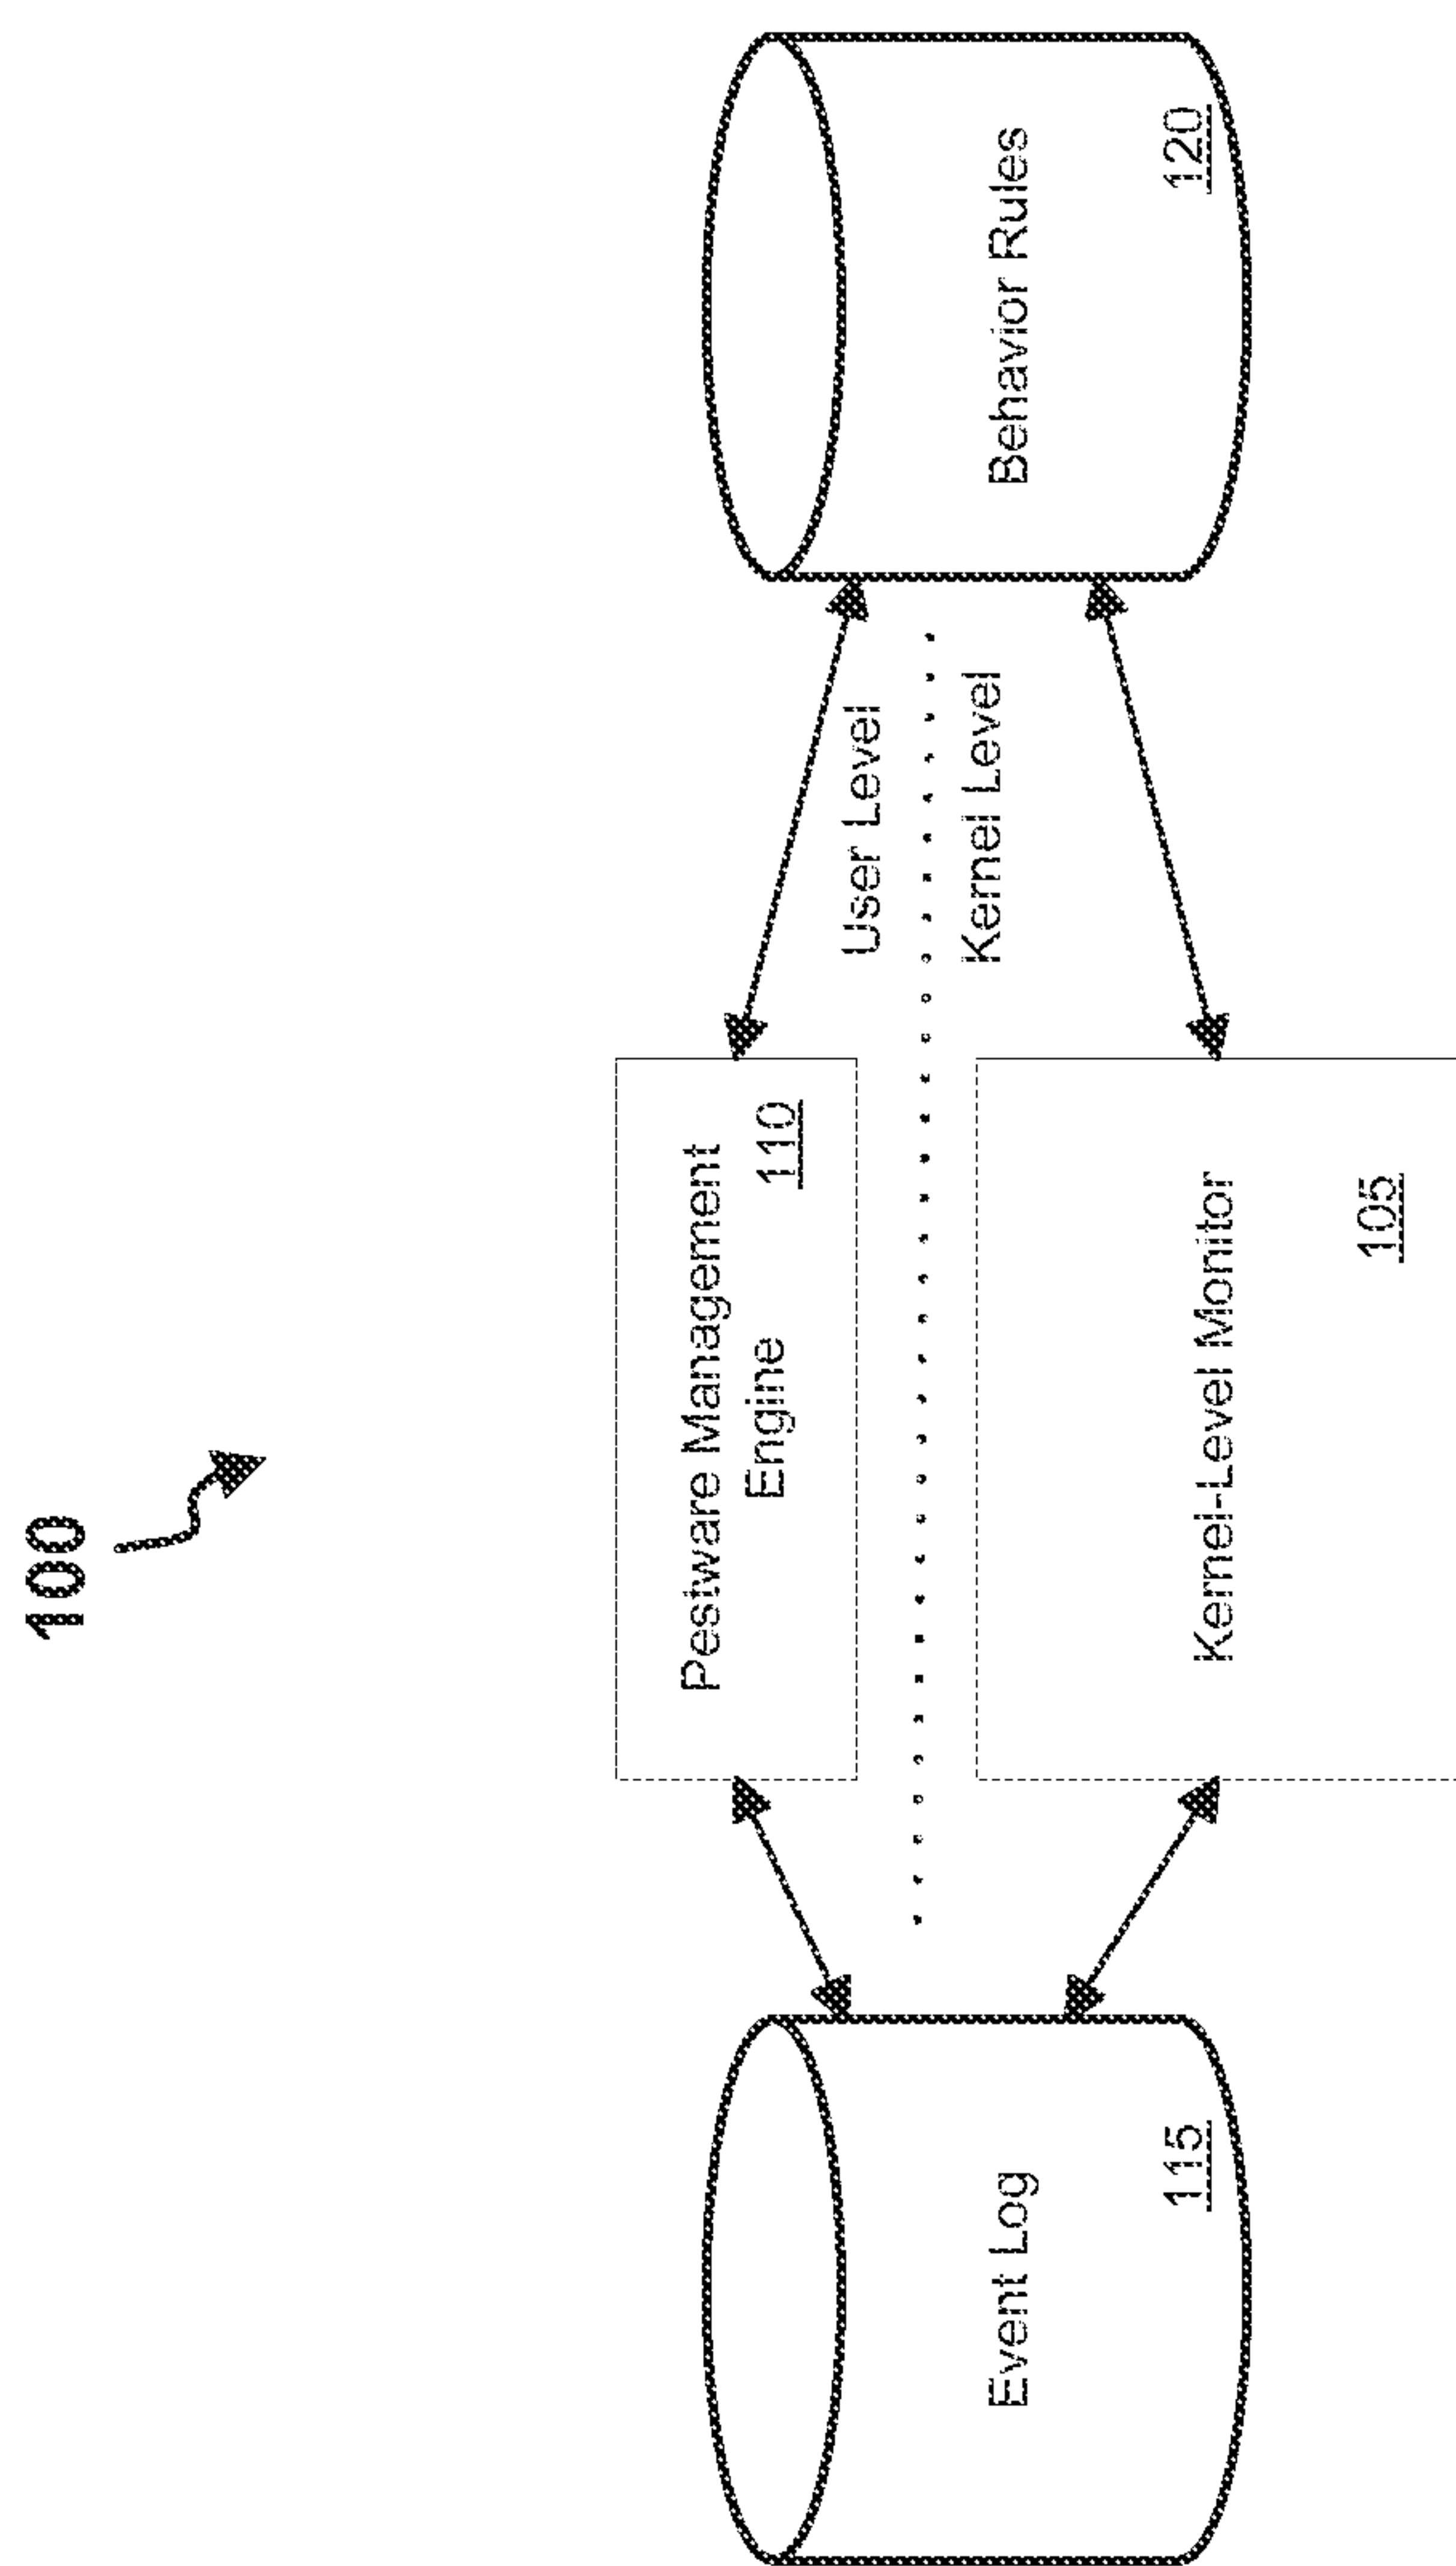 100
Pestware Management
Engine
110
User Level
Kernel Level
Event Log
115
Kernel-Level Monitor
105
Behavior Rules
120